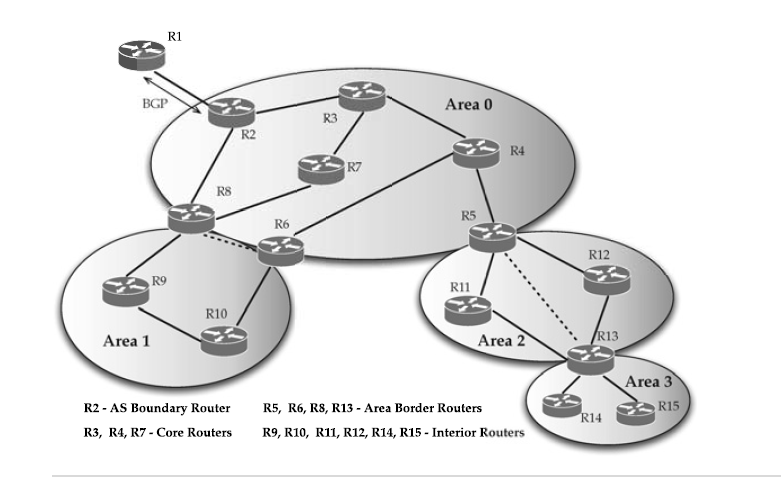 R1
BGP
R2
R3
Area 0
R4
R7
R8
R6
R5
R9
R10
Area 1
R12
R11
Area 2
R13
Area 3
R14
R15
R2 - AS Boundary Router
R5, R6, R8, R13 - Area Border Routers
R3, R4, R7 - Core Routers
R9, R10, R11, R12, R14, R15 - Interior Routers